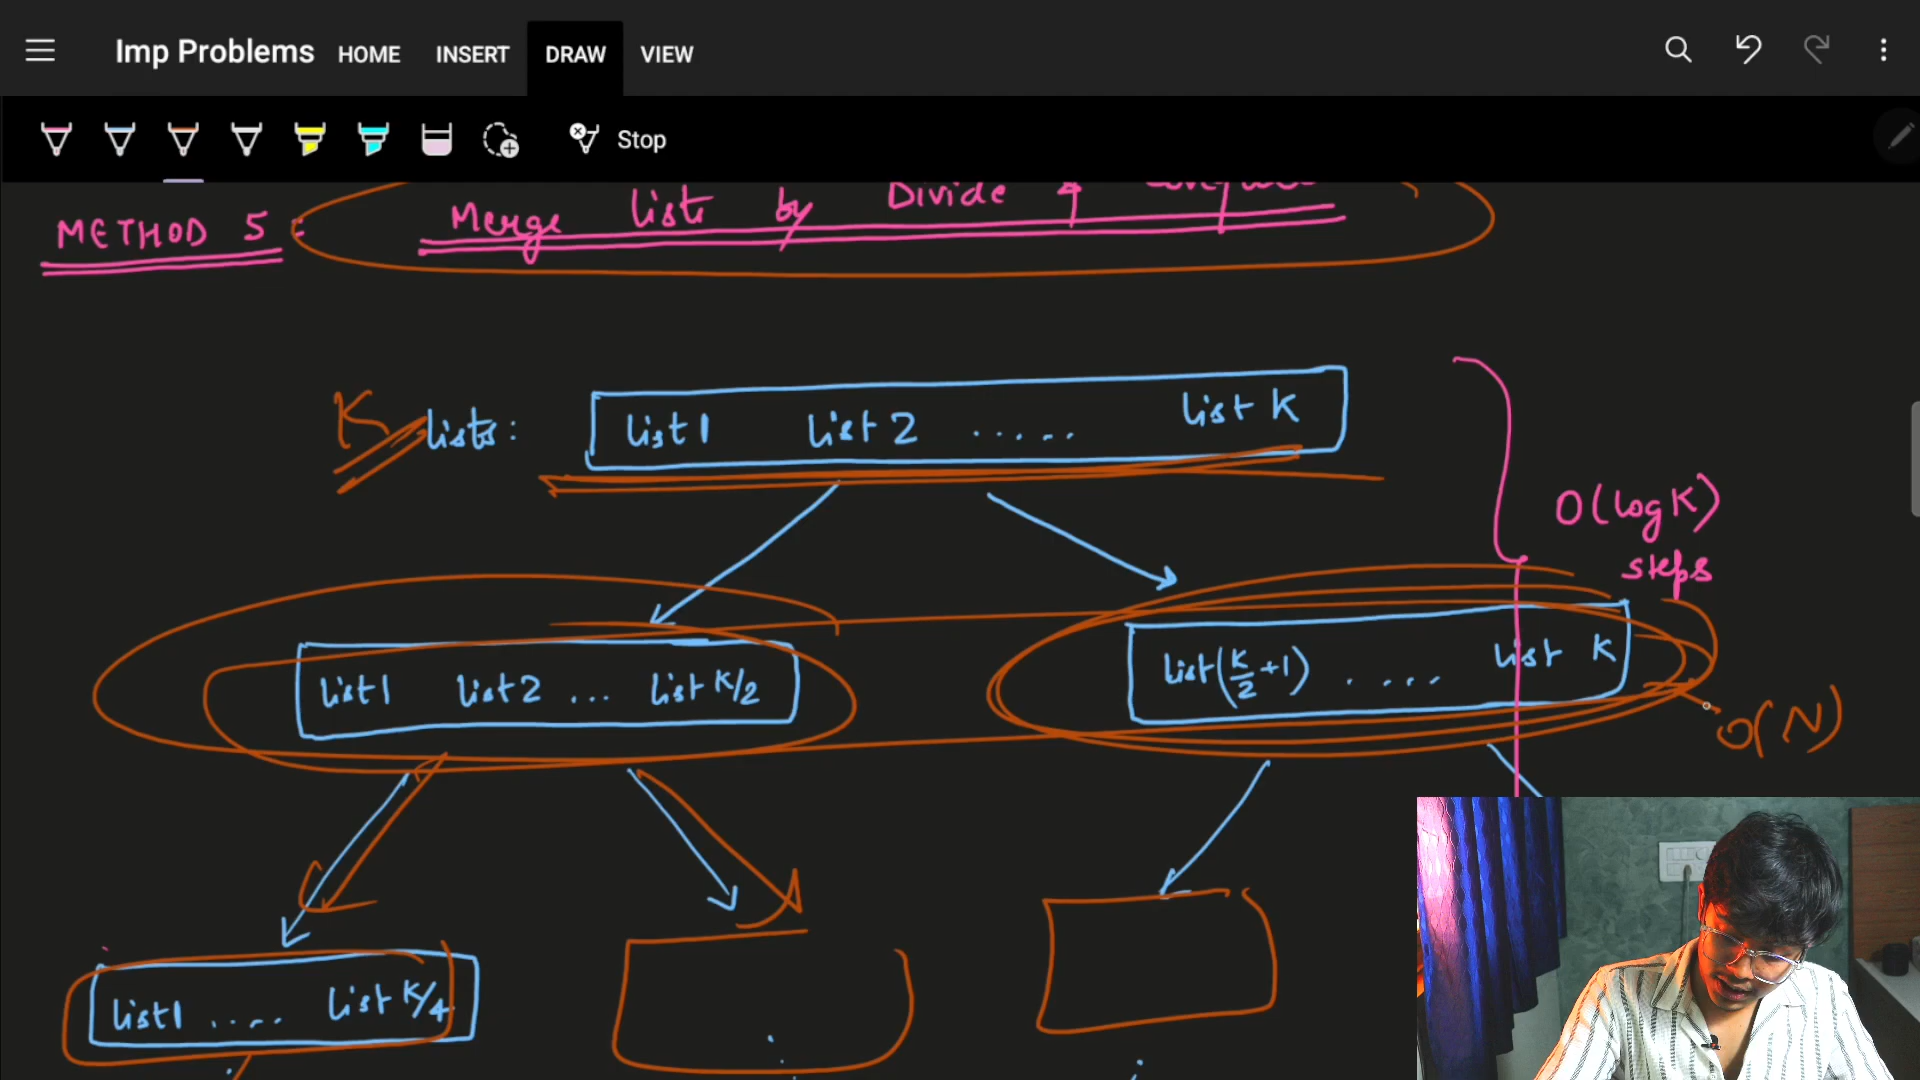 Imp Problems HOME INSERT DRAW VIEW
Stop
METHOD 5: Merge lists by Divide &
K lists: list 1 list 2 ..... list K
O(log K)
steps
list 1 list 2 ... list K/2
list(K/2+1) .... list K
O(N)
list 1 .... list K/4